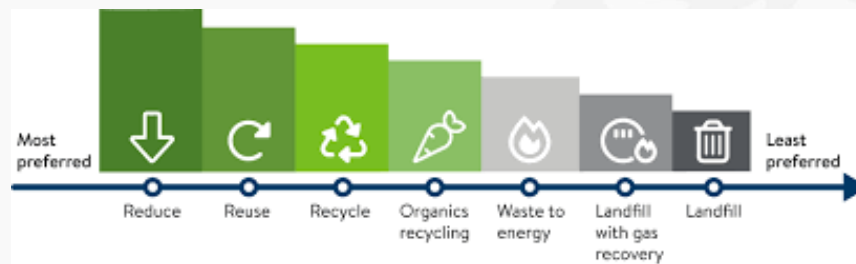 Most
preferred
Least
preferred
Reduce
Reuse
Recycle
Organics
recycling
Waste to
energy
Landfill
with gas
recovery
Landfill